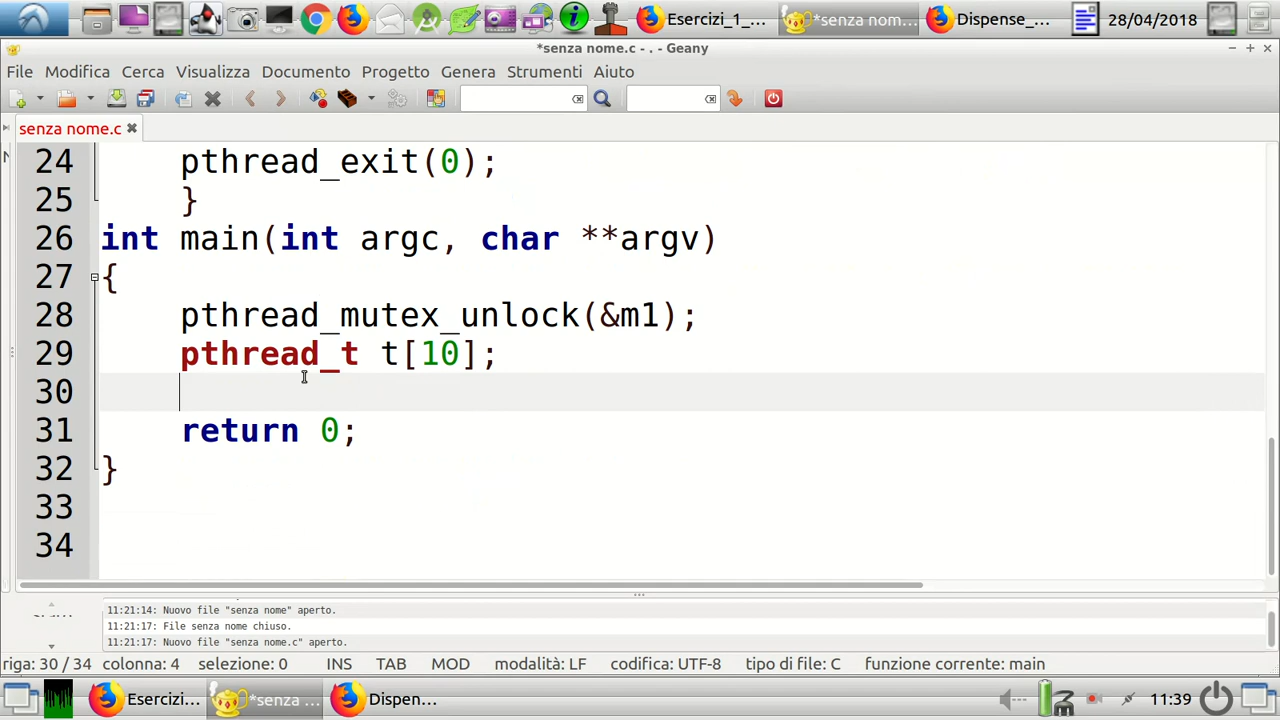 Esercizi_1_...
*senza nom...
Dispense_...
28/04/2018
*senza nome.c - . - Geany
File Modifica Cerca Visualizza Documento Progetto Genera Strumenti Aiuto
senza nome.c
24 pthread_exit(0);
25 }
26 int main(int argc, char **argv)
27 {
28 pthread_mutex_unlock(&m1);
29 pthread_t t[10];
30
31 return 0;
32 }
33
34
11:21:14: Nuovo file "senza nome" aperto.
11:21:17: File senza nome chiuso.
11:21:17: Nuovo file "senza nome.c" aperto.
riga: 30 / 34 colonna: 4 selezione: 0 INS TAB MOD modalità: LF codifica: UTF-8 tipo di file: C funzione corrente: main
Esercizi...
*senza ...
Dispen...
11:39